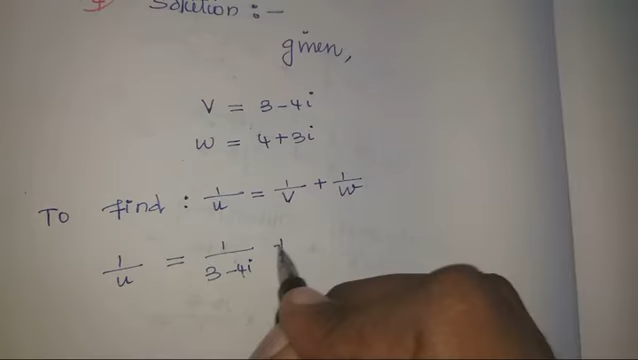 Solution :-
given,
V = 3-4i
W = 4+3i
To find : 1/u = 1/V + 1/W
1/u = 1/3-4i +